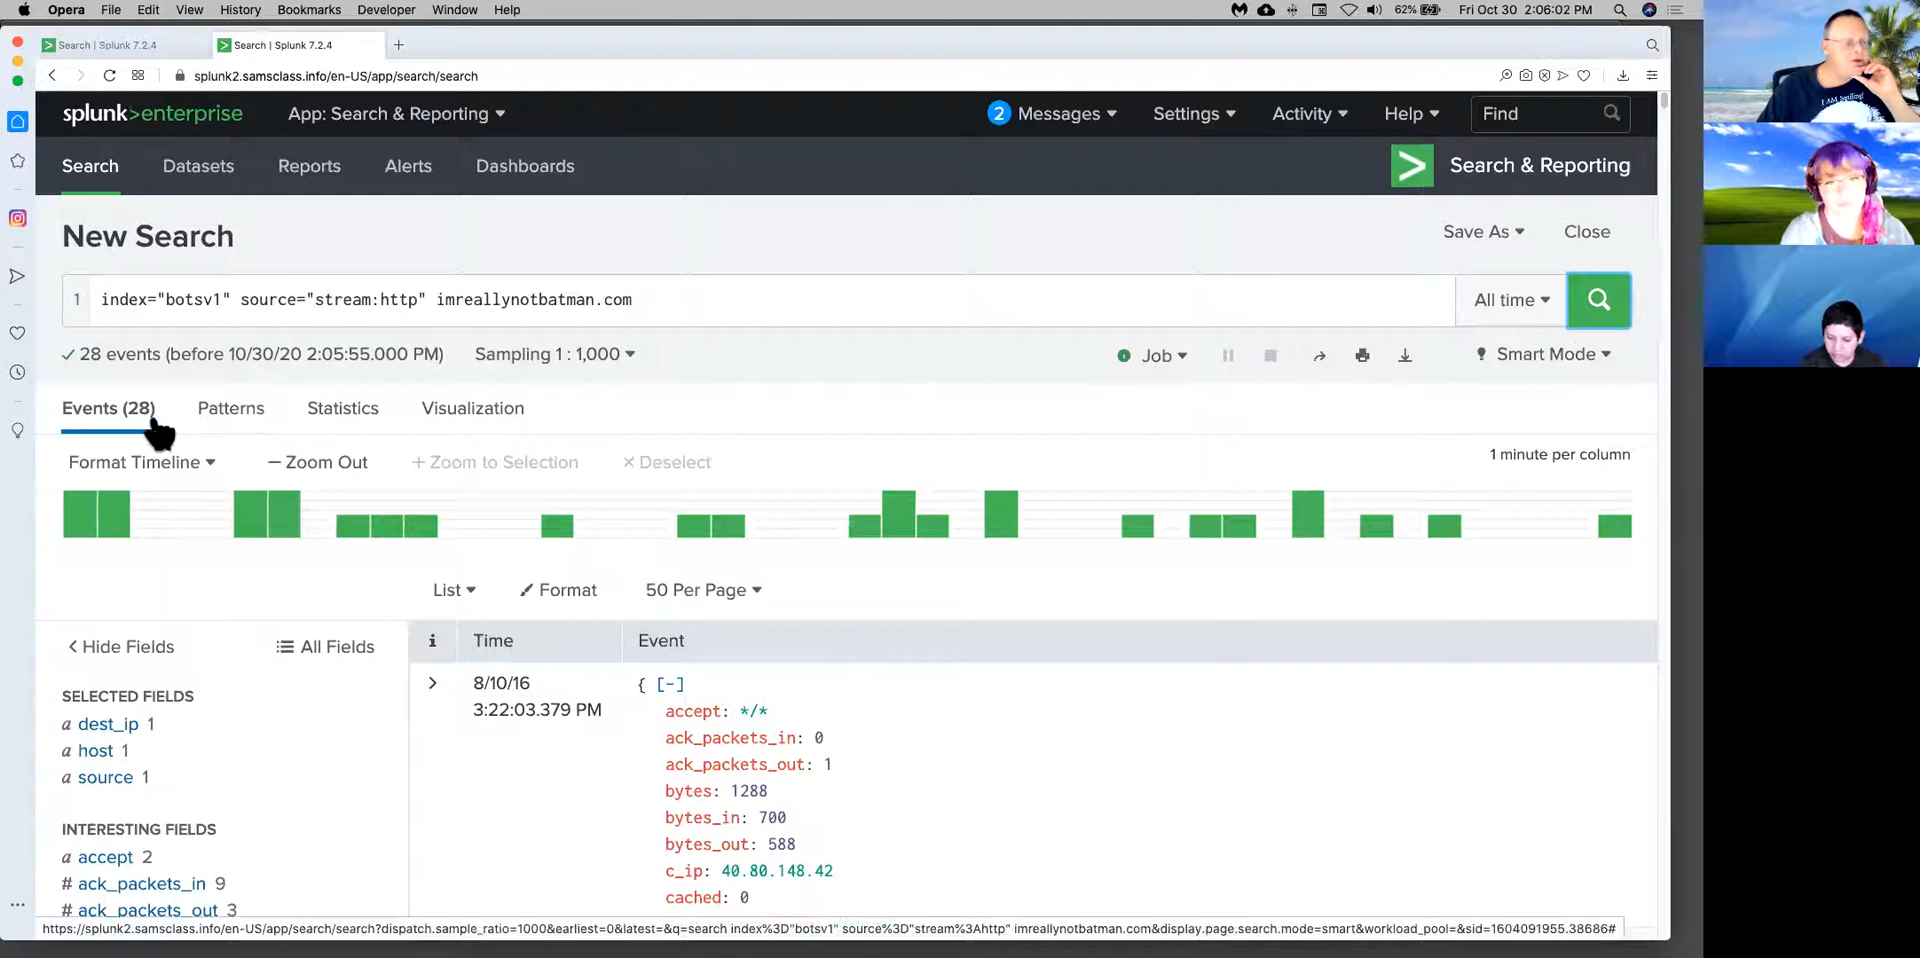 Opera File Edit View History Bookmarks Developer Window Help 62% Fri Oct 30 2:06:02 PM
Search | Splunk 7.2.4 Search | Splunk 7.2.4
splunk2.samsclass.info/en-US/app/search/search
splunk>enterprise App: Search & Reporting 2 Messages Settings Activity Help Find
Search Datasets Reports Alerts Dashboards Search & Reporting
New Search Save As Close
1 index="botsv1" source="stream:http" imreallynotbatman.com All time
28 events (before 10/30/20 2:05:55.000 PM) Sampling 1 : 1,000 Job Smart Mode
Events (28) Patterns Statistics Visualization
Format Timeline — Zoom Out + Zoom to Selection × Deselect 1 minute per column
List Format 50 Per Page
< Hide Fields All Fields i Time Event
SELECTED FIELDS
a dest_ip 1
a host 1
a source 1
INTERESTING FIELDS
a accept 2
# ack_packets_in 9
# ack_packets_out 3
> 8/10/16
3:22:03.379 PM
{ [-]
accept: */*
ack_packets_in: 0
ack_packets_out: 1
bytes: 1288
bytes_in: 700
bytes_out: 588
c_ip: 40.80.148.42
cached: 0
https://splunk2.samsclass.info/en-US/app/search/search?dispatch.sample_ratio=1000&earliest=0&latest=&q=search index%3D"botsv1" source%3D"stream%3Ahttp" imreallynotbatman.com&display.page.search.mode=smart&workload_pool=&sid=1604091955.38686#